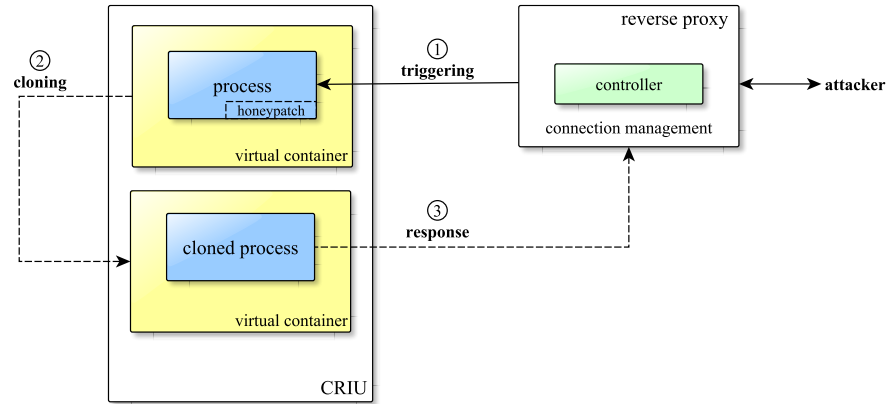 reverse proxy
①
triggering
②
cloning
process
honeypatch
virtual container
controller
connection management
attacker
③
response
cloned process
virtual container
CRIU